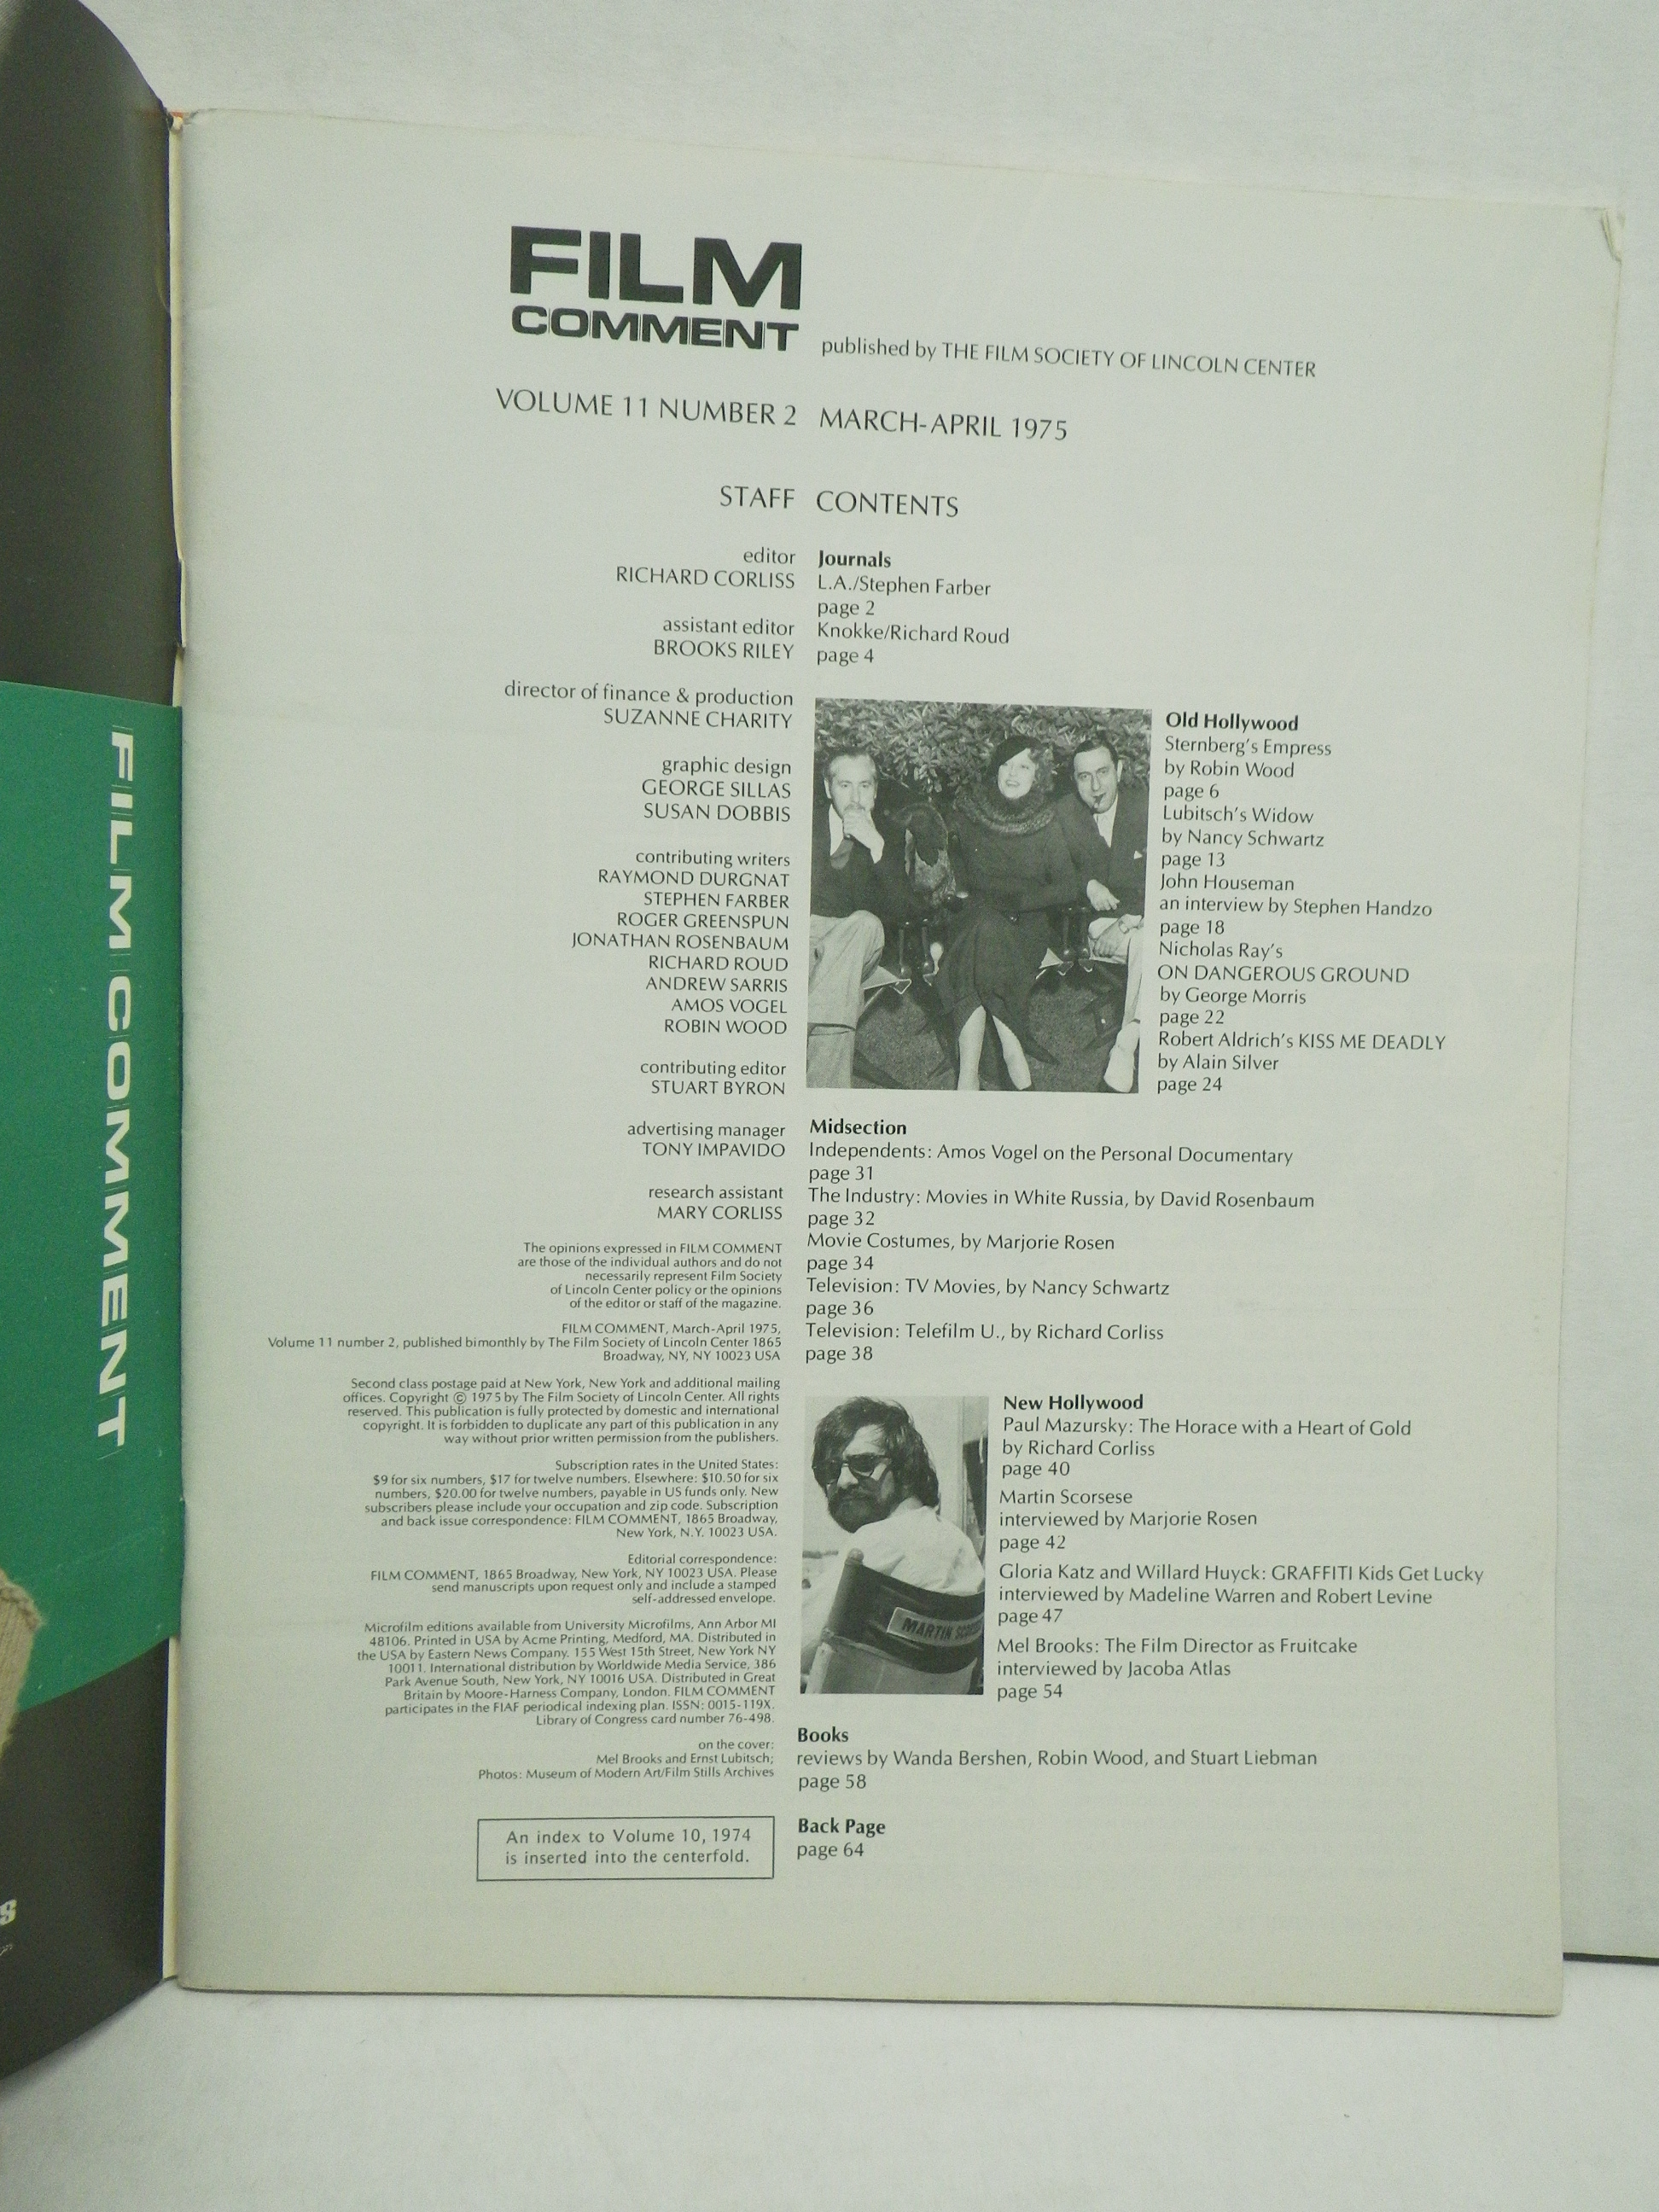 FILM COMMENT
FILM
COMMENT
published by THE FILM SOCIETY OF LINCOLN CENTER
VOLUME 11 NUMBER 2 MARCH-APRIL 1975
STAFF
editor
RICHARD CORLISS
assistant editor
BROOKS RILEY
director of finance & production
SUZANNE CHARITY
graphic design
GEORGE SILLAS
SUSAN DOBBIS
contributing writers
RAYMOND DURGNAT
STEPHEN FARBER
ROGER GREENSPUN
JONATHAN ROSENBAUM
RICHARD ROUD
ANDREW SARRIS
AMOS VOGEL
ROBIN WOOD
contributing editor
STUART BYRON
advertising manager
TONY IMPAVIDO
research assistant
MARY CORLISS
The opinions expressed in FILM COMMENT
are those of the individual authors and do not
necessarily represent Film Society
of Lincoln Center policy or the opinions
of the editor or staff of the magazine.
FILM COMMENT, March-April 1975,
Volume 11 number 2, published bimonthly by The Film Society of Lincoln Center 1865
Broadway, NY, NY 10023 USA
Second class postage paid at New York, New York and additional mailing
offices. Copyright © 1975 by The Film Society of Lincoln Center. All rights
reserved. This publication is fully protected by domestic and international
copyright. It is forbidden to duplicate any part of this publication in any
way without prior written permission from the publishers.
Subscription rates in the United States:
$9 for six numbers, $17 for twelve numbers. Elsewhere: $10.50 for six
numbers, $20.00 for twelve numbers, payable in US funds only. New
subscribers please include your occupation and zip code. Subscription
and back issue correspondence: FILM COMMENT, 1865 Broadway,
New York, N.Y. 10023 USA.
Editorial correspondence:
FILM COMMENT, 1865 Broadway, New York, NY 10023 USA. Please
send manuscripts upon request only and include a stamped
self-addressed envelope.
Microfilm editions available from University Microfilms, Ann Arbor MI
48106. Printed in USA by Acme Printing, Medford, MA. Distributed in
the USA by Eastern News Company. 155 West 15th Street, New York NY
10011. International distribution by Worldwide Media Service, 386
Park Avenue South, New York, NY 10016 USA. Distributed in Great
Britain by Moore-Harness Company, London. FILM COMMENT
participates in the FIAF periodical indexing plan. ISSN: 0015-119X.
Library of Congress card number 76-498.
on the cover:
Mel Brooks and Ernst Lubitsch;
Photos: Museum of Modern Art/Film Stills Archives
An index to Volume 10, 1974
is inserted into the centerfold.
CONTENTS
Journals
L.A./Stephen Farber
page 2
Knokke/Richard Roud
page 4
Old Hollywood
Sternberg's Empress
by Robin Wood
page 6
Lubitsch's Widow
by Nancy Schwartz
page 13
John Houseman
an interview by Stephen Handzo
page 18
Nicholas Ray's
ON DANGEROUS GROUND
by George Morris
page 22
Robert Aldrich's KISS ME DEADLY
by Alain Silver
page 24
Midsection
Independents: Amos Vogel on the Personal Documentary
page 31
The Industry: Movies in White Russia, by David Rosenbaum
page 32
Movie Costumes, by Marjorie Rosen
page 34
Television: TV Movies, by Nancy Schwartz
page 36
Television: Telefilm U., by Richard Corliss
page 38
New Hollywood
Paul Mazursky: The Horace with a Heart of Gold
by Richard Corliss
page 40
Martin Scorsese
interviewed by Marjorie Rosen
page 42
Gloria Katz and Willard Huyck: GRAFFITI Kids Get Lucky
interviewed by Madeline Warren and Robert Levine
page 47
Mel Brooks: The Film Director as Fruitcake
interviewed by Jacoba Atlas
page 54
MARTIN
Books
reviews by Wanda Bershen, Robin Wood, and Stuart Liebman
page 58
Back Page
page 64